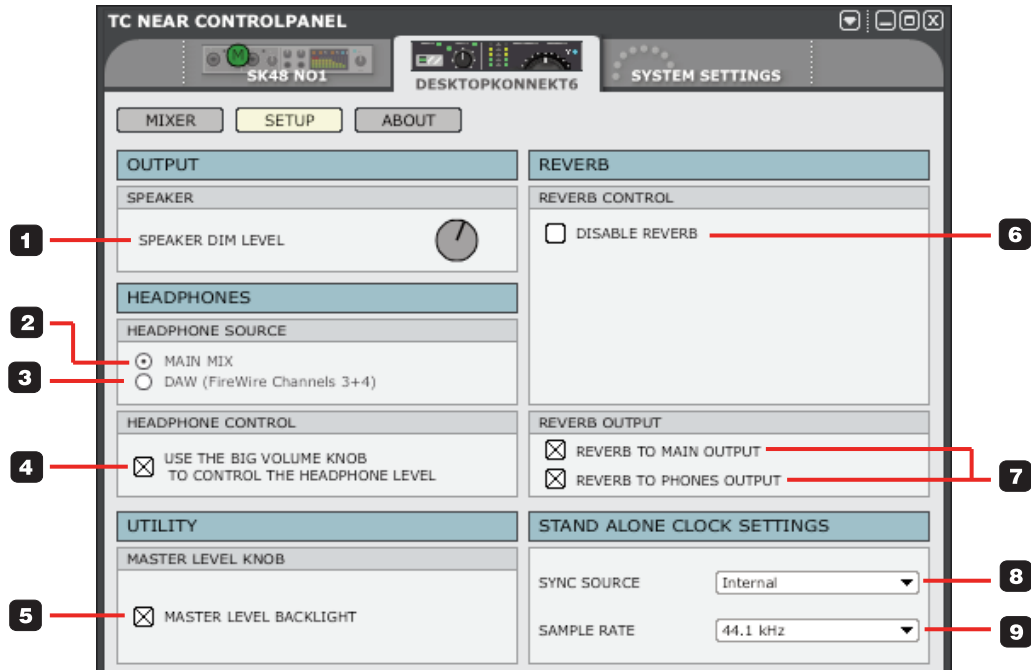 TC NEAR CONTROLPANEL
M
SK48 NO1
DESKTOPKONNEKT6
SYSTEM SETTINGS
MIXER
SETUP
ABOUT
OUTPUT
SPEAKER
1
SPEAKER DIM LEVEL
HEADPHONES
HEADPHONE SOURCE
2
MAIN MIX
3
DAW (FireWire Channels 3+4)
HEADPHONE CONTROL
4
USE THE BIG VOLUME KNOB
TO CONTROL THE HEADPHONE LEVEL
UTILITY
MASTER LEVEL KNOB
5
MASTER LEVEL BACKLIGHT
REVERB
REVERB CONTROL
DISABLE REVERB
6
REVERB OUTPUT
REVERB TO MAIN OUTPUT
REVERB TO PHONES OUTPUT
7
STAND ALONE CLOCK SETTINGS
SYNC SOURCE
Internal
8
SAMPLE RATE
44.1 kHz
9